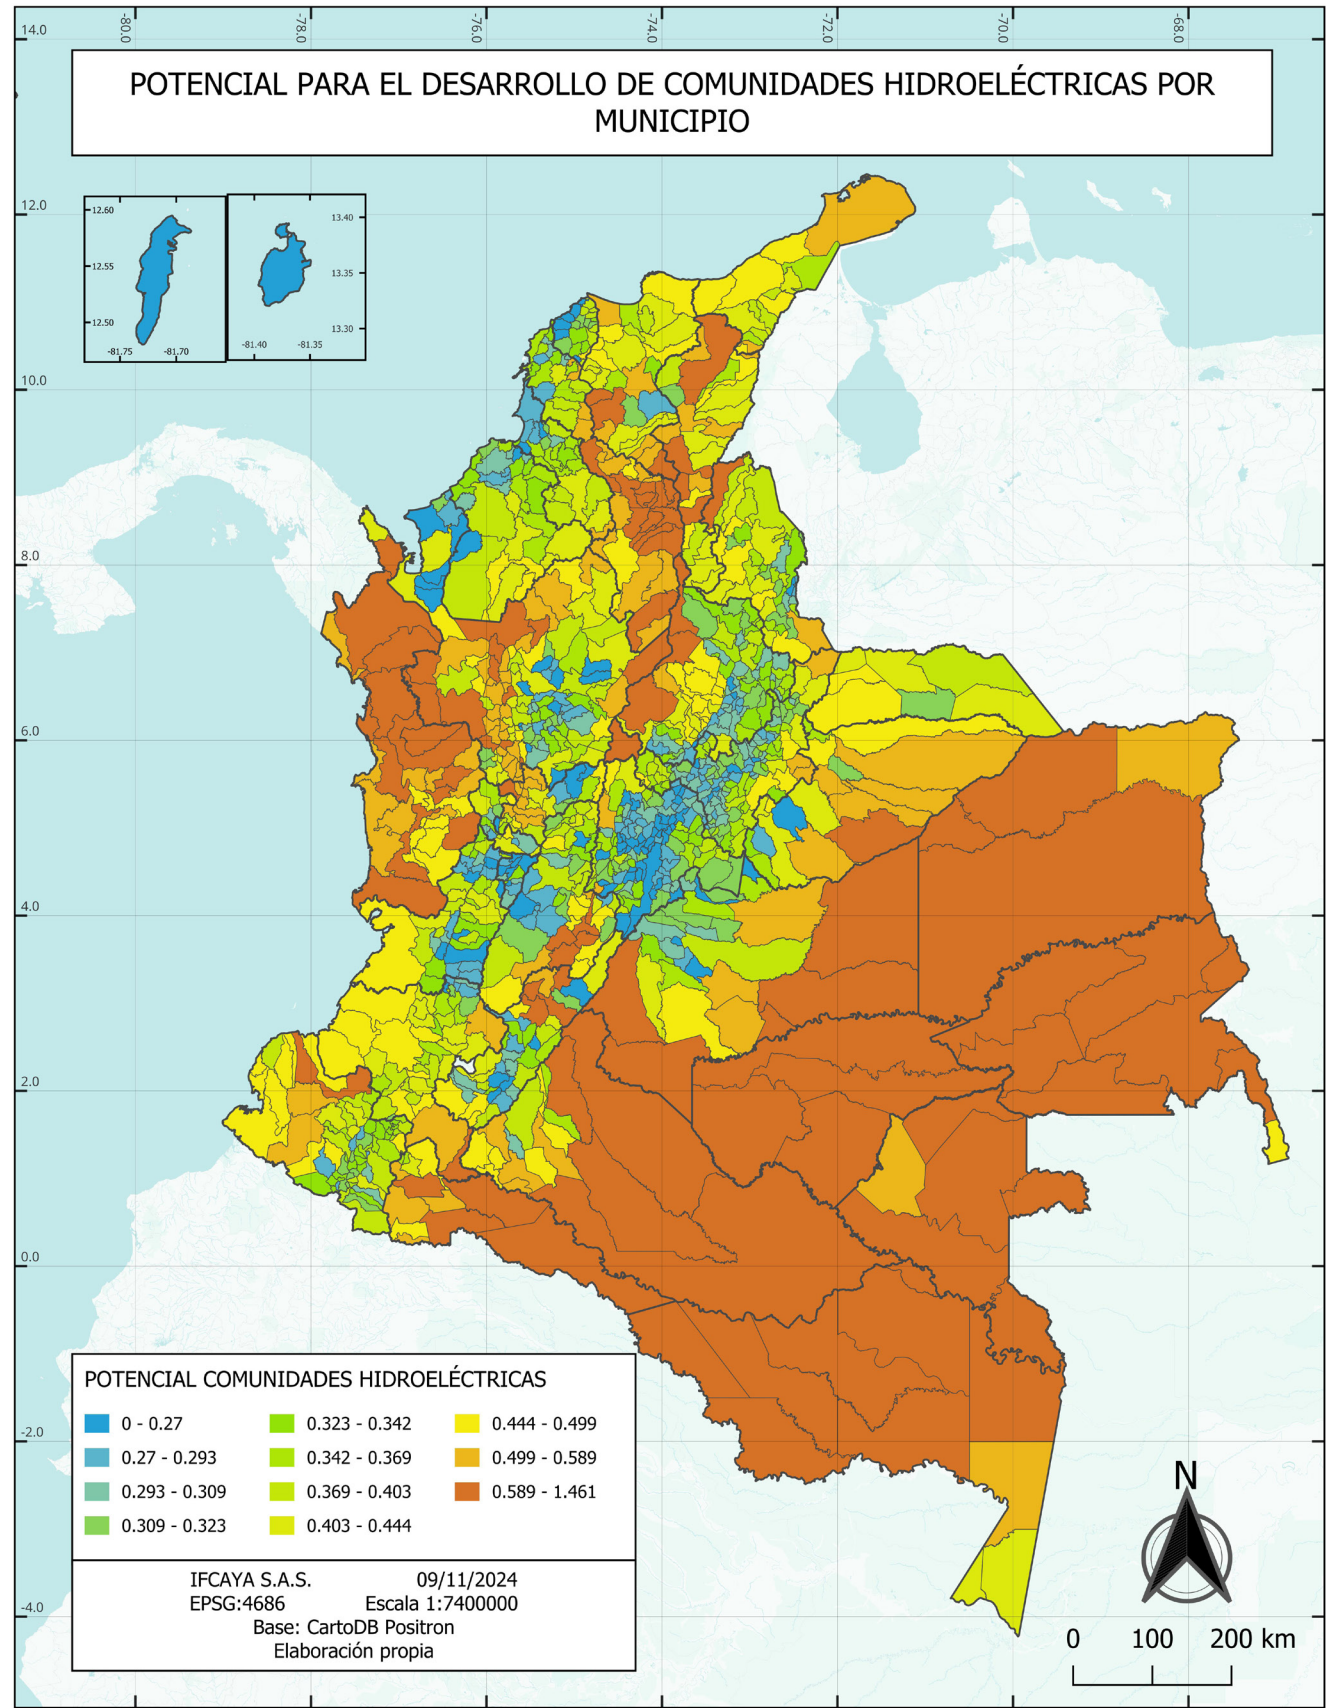 -80.0
-78.0
-76.0
-74.0
-72.0
-70.0
-68.0
14.0
POTENCIAL PARA EL DESARROLLO DE COMUNIDADES HIDROELÉCTRICAS POR
MUNICIPIO
12.0
12.60
12.55
12.50
-81.75
-81.70
13.40
13.35
13.30
-81.40
-81.35
10.0
8.0
6.0
4.0
2.0
0.0
-2.0
-4.0
POTENCIAL COMUNIDADES HIDROELÉCTRICAS
0 - 0.27
0.27 - 0.293
0.293 - 0.309
0.309 - 0.323
0.323 - 0.342
0.342 - 0.369
0.369 - 0.403
0.403 - 0.444
0.444 - 0.499
0.499 - 0.589
0.589 - 1.461
IFCAYA S.A.S. 09/11/2024
EPSG:4686 Escala 1:7400000
Base: CartoDB Positron
Elaboración propia
N
0 100 200 km